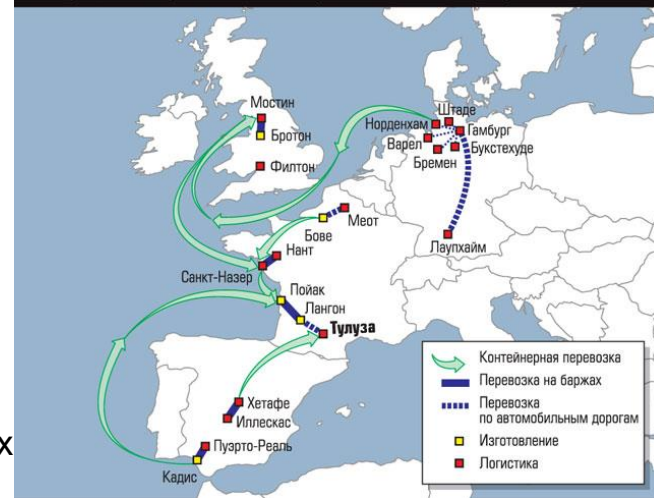 Мостин
Бротон
Филтон
Штаде
Норденхам
Гамбург
Варел
Букстехуде
Бремен
Лаупхайм
Меот
Бове
Нант
Санкт-Назер
Пойак
Лангон
Тулуза
Хетафе
Иллескас
Пуэрто-Реаль
Кадис
х
Контейнерная перевозка
Перевозка на баржах
Перевозка
по автомобильным дорогам
Изготовление
Логистика